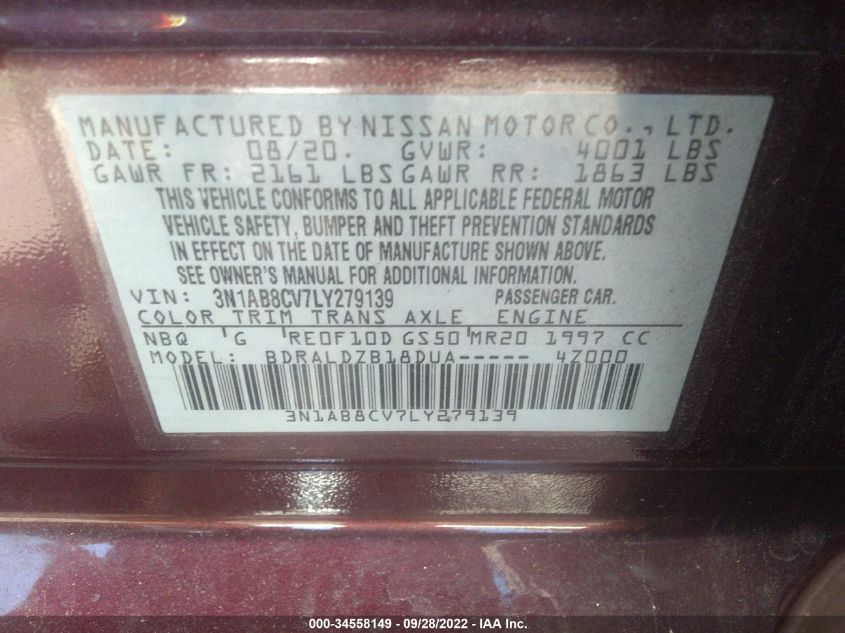 MANUFACTURED BY NISSAN MOTOR CO., LTD.
DATE: 08/20. GVWR: 4001 LBS
GAWR FR: 2161 LBS GAWR RR: 1863 LBS
THIS VEHICLE CONFORMS TO ALL APPLICABLE FEDERAL MOTOR
VEHICLE SAFETY, BUMPER AND THEFT PREVENTION STANDARDS
IN EFFECT ON THE DATE OF MANUFACTURE SHOWN ABOVE.
SEE OWNER'S MANUAL FOR ADDITIONAL INFORMATION.
VIN: 3N1AB8CV7LY279139 PASSENGER CAR.
COLOR TRIM TRANS AXLE ENGINE
NBQ G RE0F10D GS50 MR20 1997 CC
MODEL: BDRALDZB18DUA----- 4Z000
3N1AB8CV7LY279139
000-34558149 - 09/28/2022 - IAA Inc.